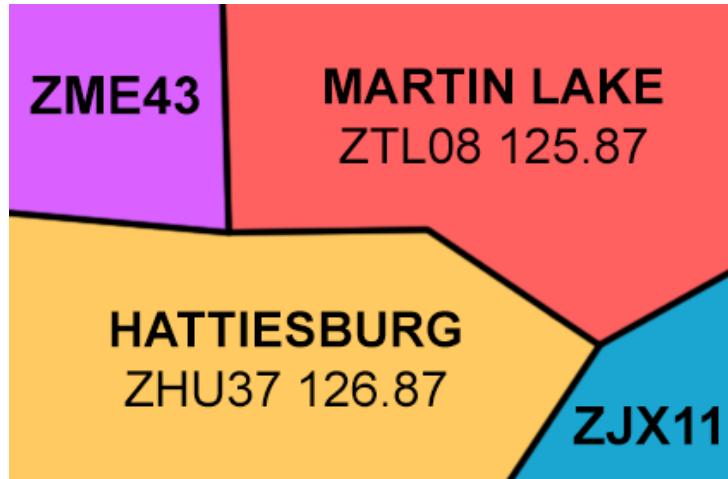 ZME43
MARTIN LAKE
ZTL08 125.87
HATTIESBURG
ZHU37 126.87
ZJX11